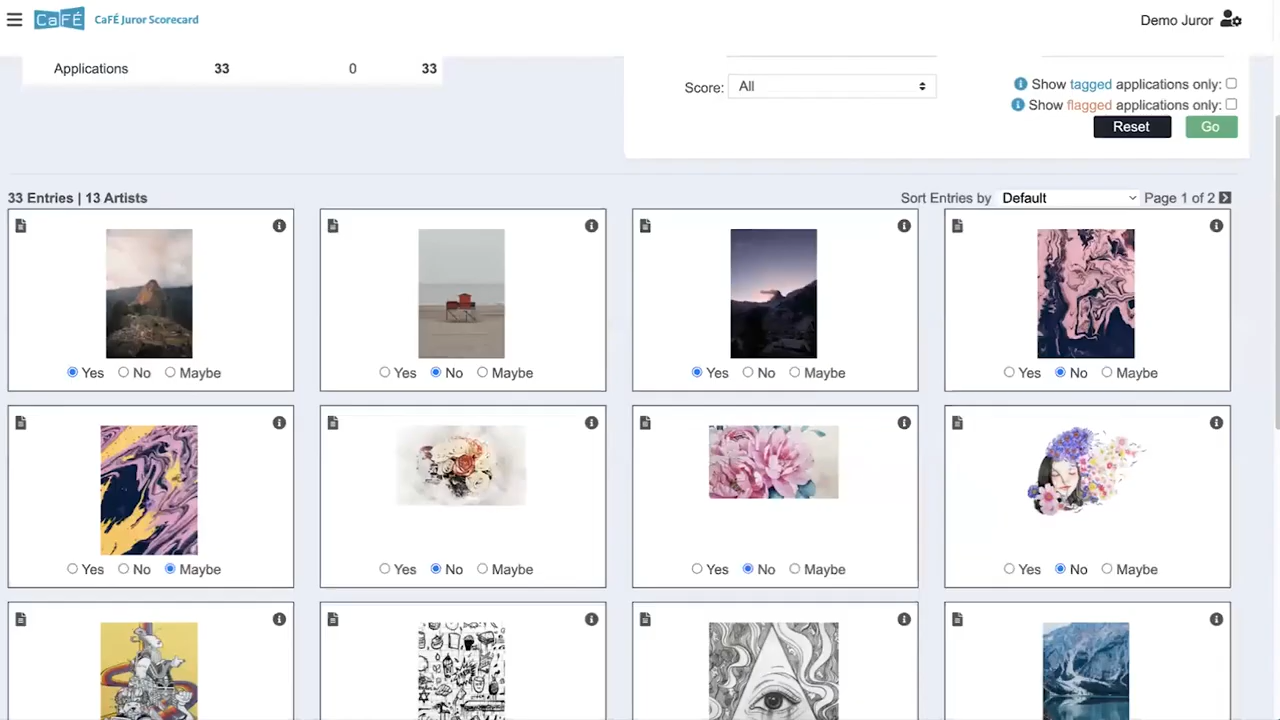 CaFÉ CaFÉ Juror Scorecard
Demo Juror
Applications 33 0 33
Score: All
Show tagged applications only:
Show flagged applications only:
Reset Go
33 Entries | 13 Artists
Sort Entries by Default Page 1 of 2
Yes No Maybe
Yes No Maybe
Yes No Maybe
Yes No Maybe
Yes No Maybe
Yes No Maybe
Yes No Maybe
Yes No Maybe